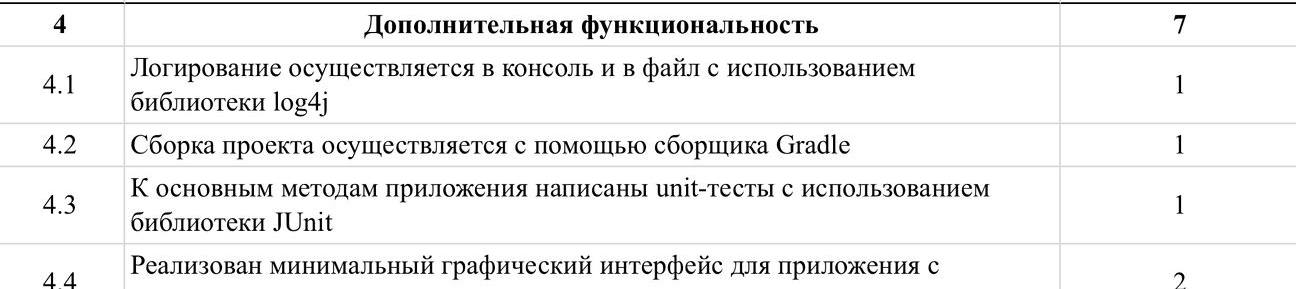 4 Дополнительная функциональность 7
Логирование осуществляется в консоль и в файл с использованием
4.1 1
библиотеки log4j
4.2 Сборка проекта осуществляется с помощью сборщика Gradle 1
К основным методам приложения написаны unit-тесты с использованием
4.3 1
библиотеки JUnit
Реализован минимальный графический интерфейс для приложения с
4.4 2